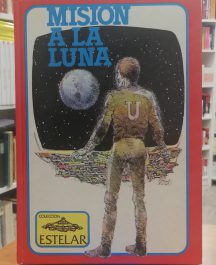 MISION
A LA
LUNA
U
COLECCION
ESTELAR